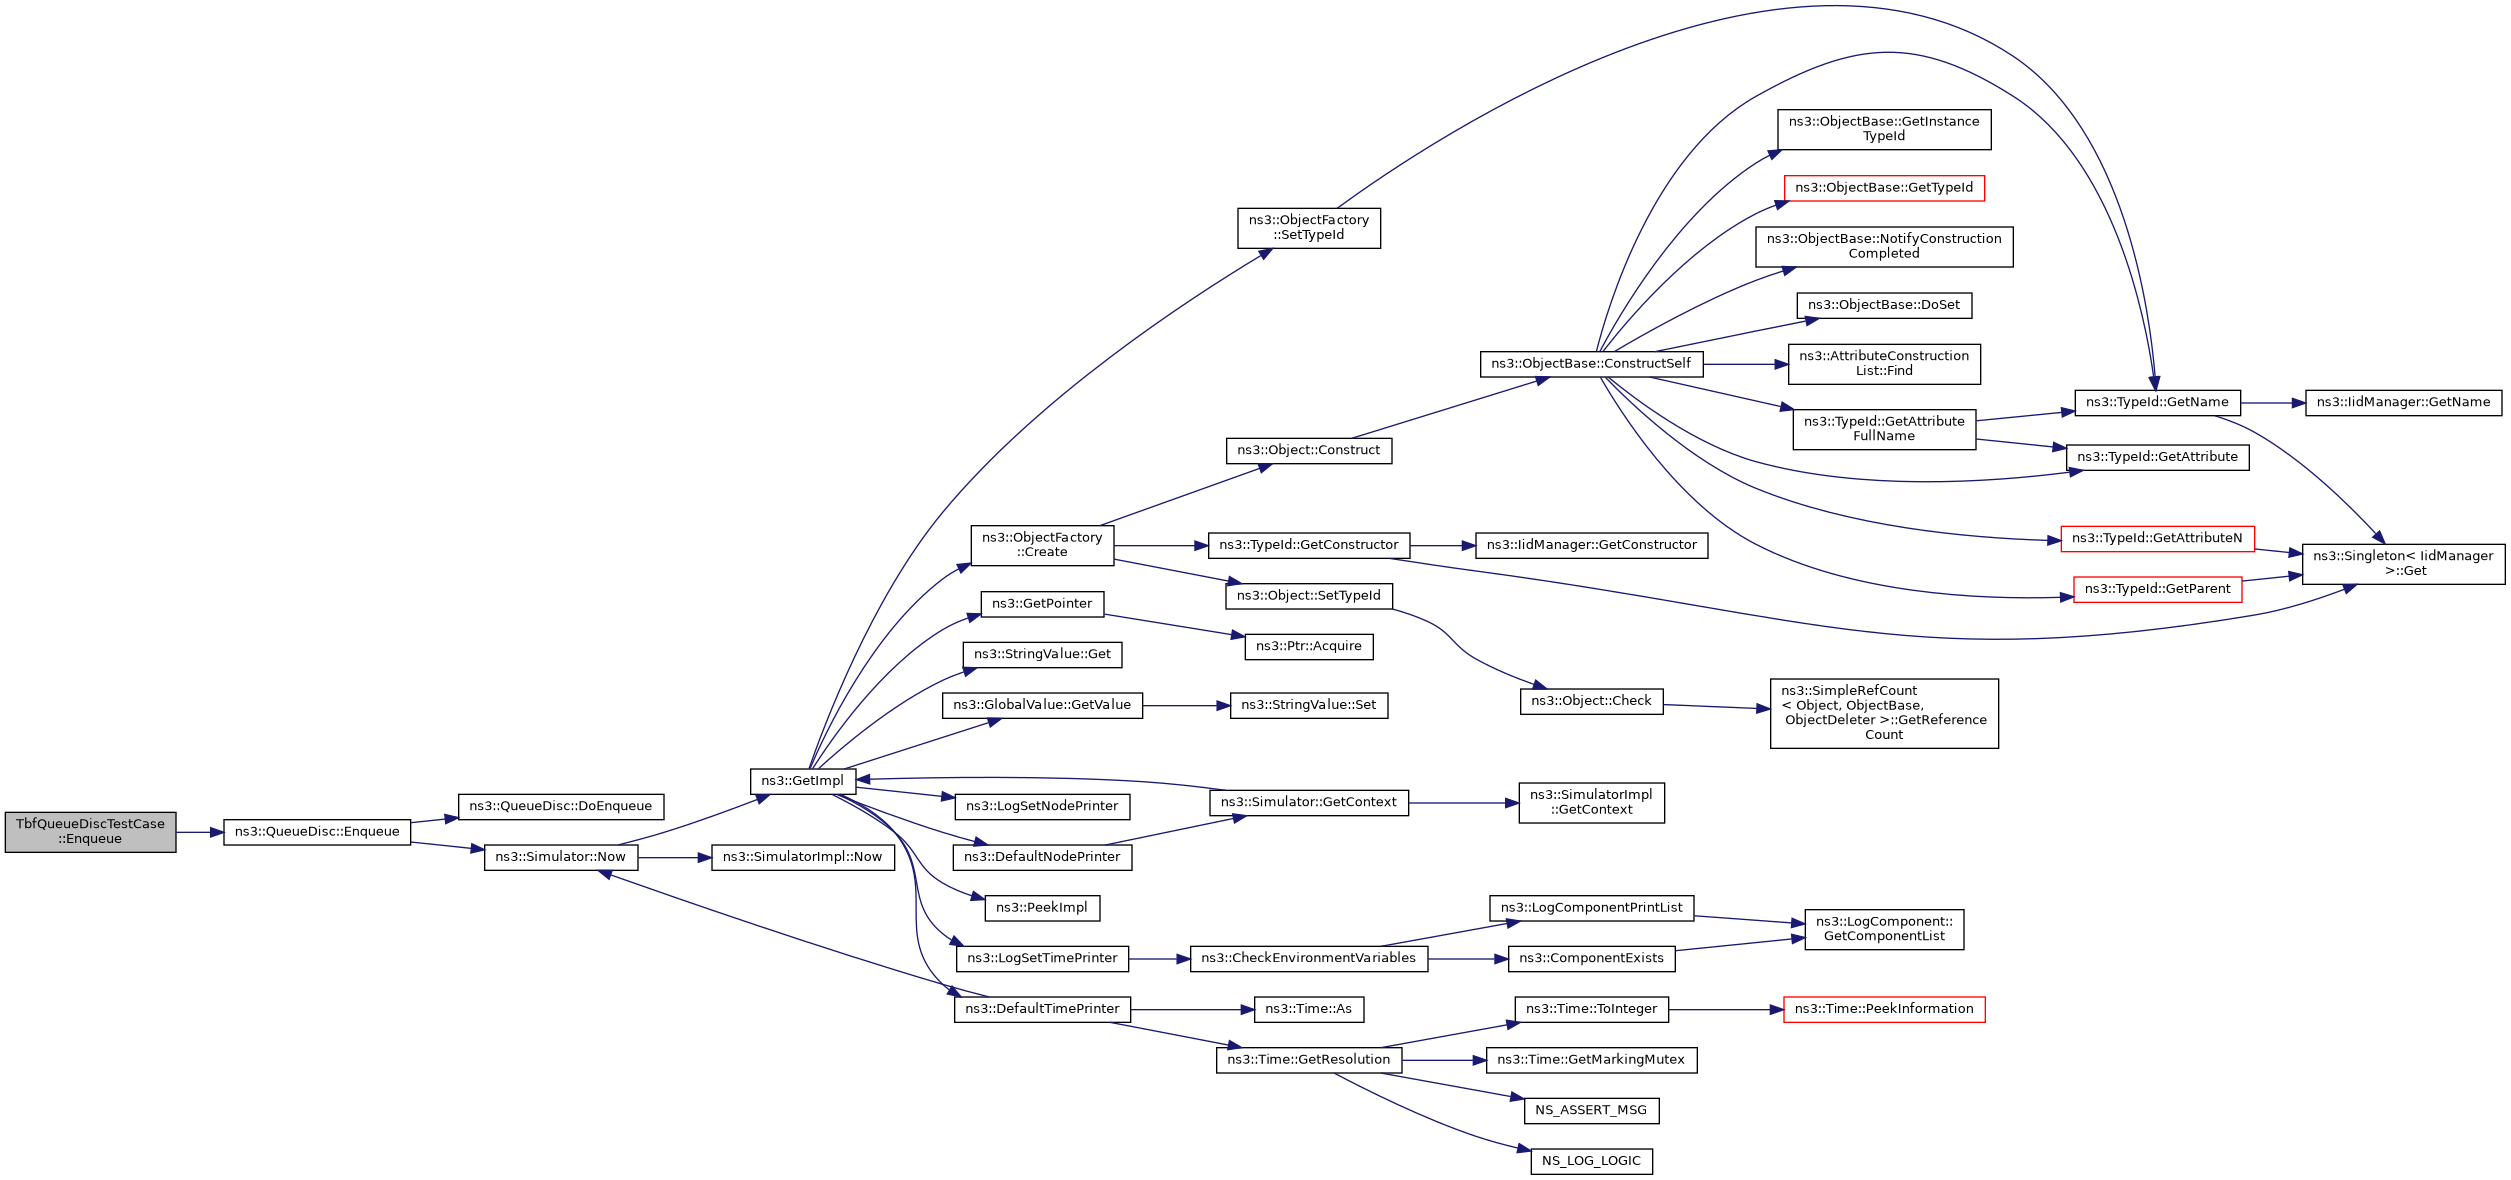 TbfQueueDiscTestCase
::Enqueue
ns3::QueueDisc::Enqueue
ns3::QueueDisc::DoEnqueue
ns3::Simulator::Now
ns3::GetImpl
ns3::SimulatorImpl::Now
ns3::ObjectFactory
::SetTypeId
ns3::ObjectFactory
::Create
ns3::GetPointer
ns3::StringValue::Get
ns3::GlobalValue::GetValue
ns3::LogSetNodePrinter
ns3::DefaultNodePrinter
ns3::PeekImpl
ns3::LogSetTimePrinter
ns3::DefaultTimePrinter
ns3::Object::Construct
ns3::TypeId::GetConstructor
ns3::Object::SetTypeId
ns3::Ptr::Acquire
ns3::StringValue::Set
ns3::Simulator::GetContext
ns3::CheckEnvironmentVariables
ns3::Time::As
ns3::Time::GetResolution
ns3::ObjectBase::ConstructSelf
ns3::IidManager::GetConstructor
ns3::Object::Check
ns3::SimulatorImpl
::GetContext
ns3::LogComponentPrintList
ns3::ComponentExists
ns3::Time::ToInteger
ns3::Time::GetMarkingMutex
NS_ASSERT_MSG
NS_LOG_LOGIC
ns3::ObjectBase::GetInstance
TypeId
ns3::ObjectBase::GetTypeId
ns3::ObjectBase::NotifyConstruction
Completed
ns3::ObjectBase::DoSet
ns3::AttributeConstruction
List::Find
ns3::TypeId::GetAttribute
FullName
ns3::SimpleRefCount
< Object, ObjectBase,
ObjectDeleter >::GetReference
Count
ns3::LogComponent::
GetComponentList
ns3::Time::PeekInformation
ns3::TypeId::GetName
ns3::TypeId::GetAttribute
ns3::TypeId::GetAttributeN
ns3::TypeId::GetParent
ns3::IidManager::GetName
ns3::Singleton< IidManager
>::Get